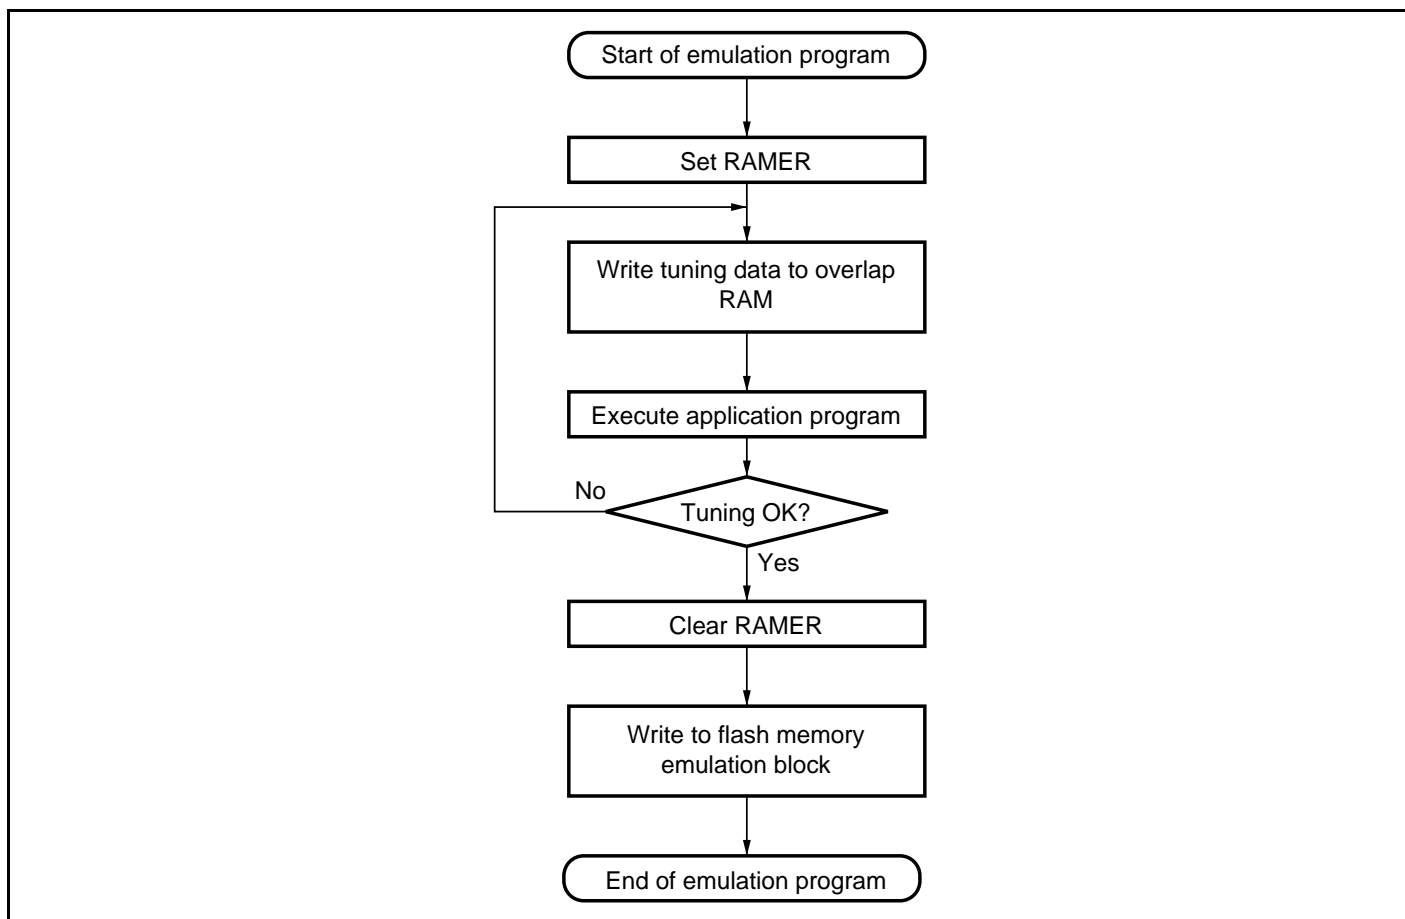 Start of emulation program
Set RAMER
Write tuning data to overlap
RAM
Execute application program
No
Tuning OK?
Yes
Clear RAMER
Write to flash memory
emulation block
End of emulation program